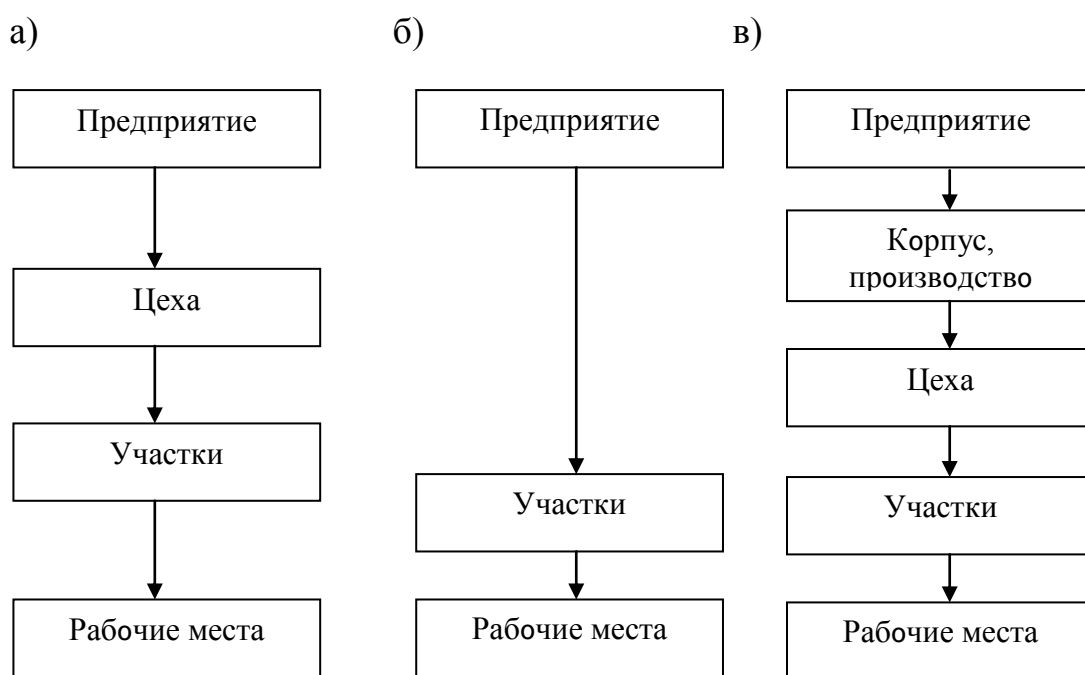 а)
Предприятие
Цеха
Участки
Рабочие места
б)
Предприятие
Участки
Рабочие места
в)
Предприятие
Корпус,
производство
Цеха
Участки
Рабочие места